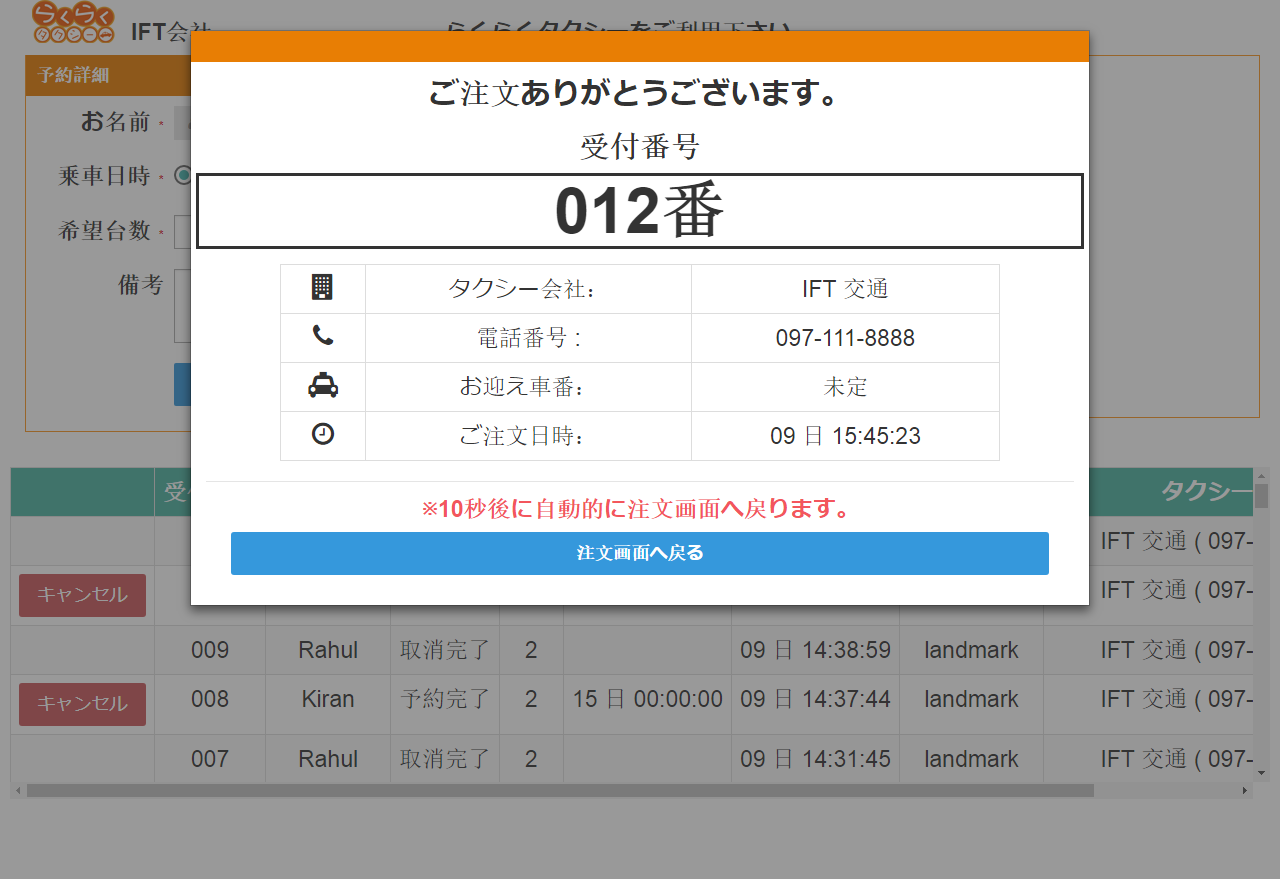 らくらく
タクシー
IFT会社
らくらくタクシーをご利用下さい
予約詳細
お名前 *
乗車日時 *
希望台数 *
備考
ご注文ありがとうございます。
受付番号
012番
タクシー会社: IFT 交通
電話番号 : 097-111-8888
お迎え車番: 未定
ご注文日時: 09 日 15:45:23
※10秒後に自動的に注文画面へ戻ります。
注文画面へ戻る
受 タクシー
IFT 交通 ( 097-
キャンセル IFT 交通 ( 097-
009 Rahul 取消完了 2 09 日 14:38:59 landmark IFT 交通 ( 097-
キャンセル 008 Kiran 予約完了 2 15 日 00:00:00 09 日 14:37:44 landmark IFT 交通 ( 097-
007 Rahul 取消完了 2 09 日 14:31:45 landmark IFT 交通 ( 097-